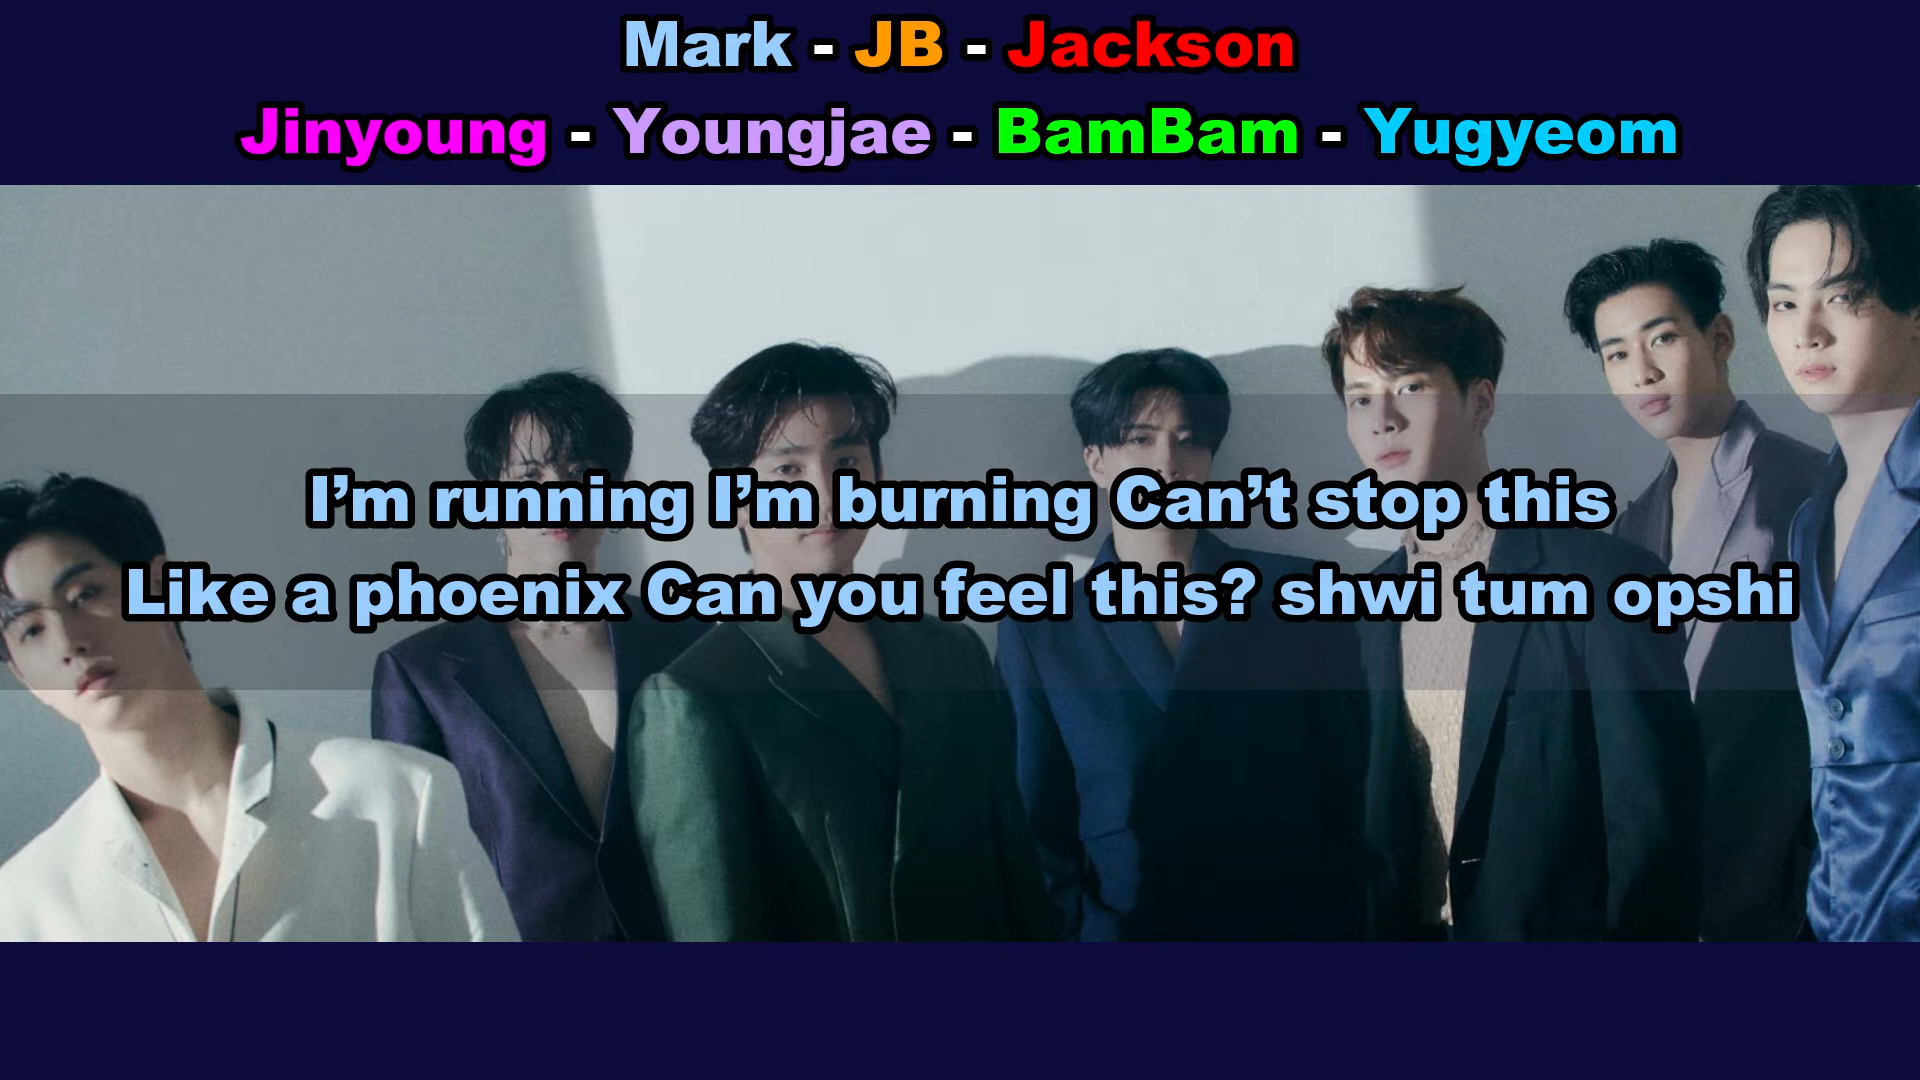 Mark - JB - Jackson
Jinyoung - Youngjae - BamBam - Yugyeom
I’m running I’m burning Can’t stop this
Like a phoenix Can you feel this? shwi tum opshi